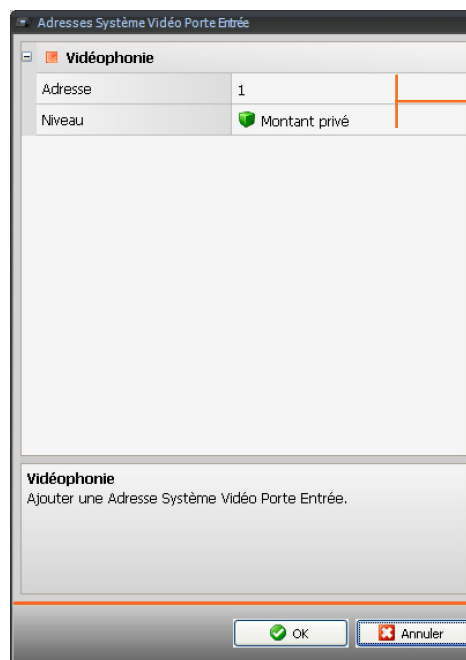 Adresses Système Vidéo Porte Entrée
Vidéophonie
Adresse 1
Niveau Montant privé
Vidéophonie
Ajouter une Adresse Système Vidéo Porte Entrée.
OK Annuler